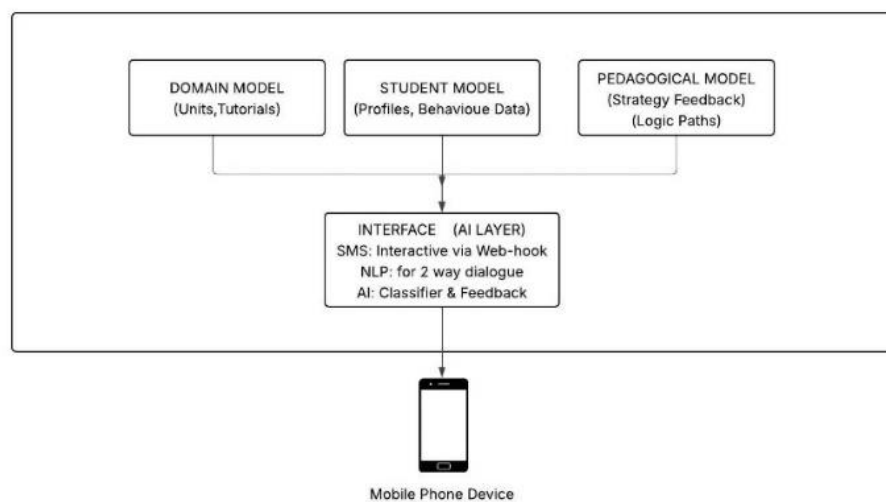 DOMAIN MODEL
(Units,Tutorials)
STUDENT MODEL
(Profiles, Behavioue Data)
PEDAGOGICAL MODEL
(Strategy Feedback)
(Logic Paths)
INTERFACE (AI LAYER)
SMS: Interactive via Web-hook
NLP: for 2 way dialogue
AI: Classifier & Feedback
Mobile Phone Device